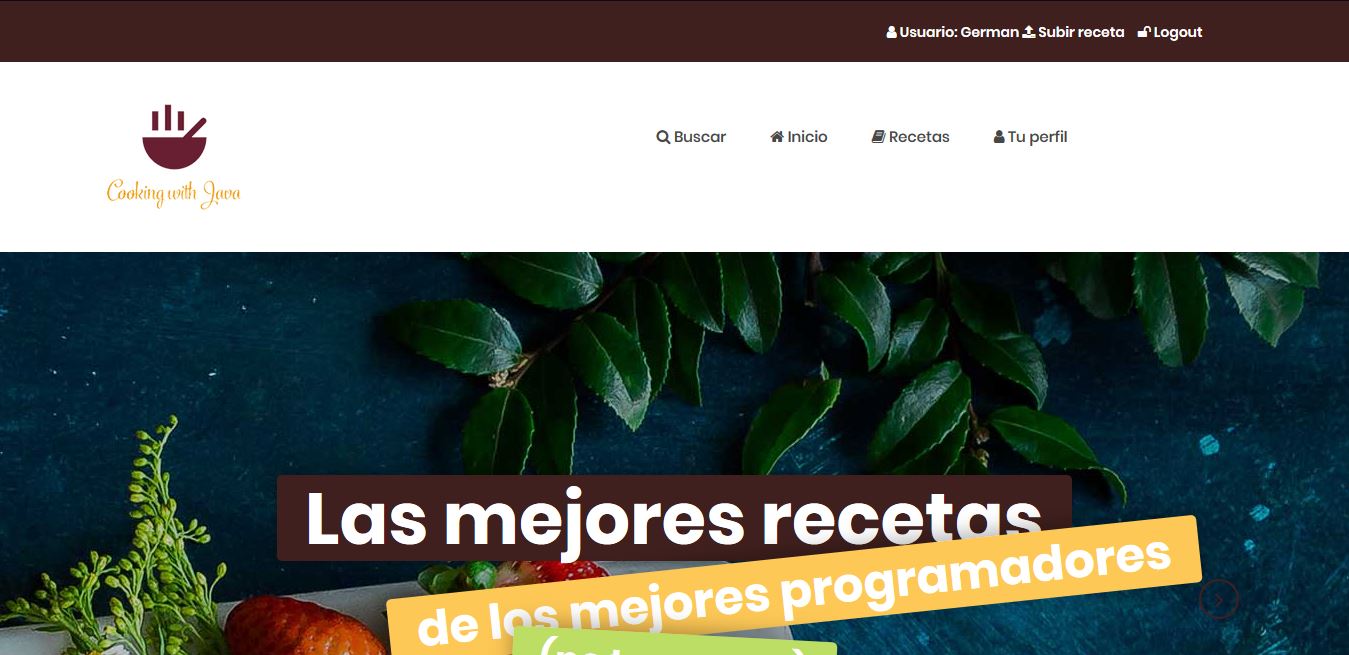 Usuario: German Subir receta Logout
Buscar Inicio Recetas Tu perfil
Cooking with Java
Las mejores recetas
de los mejores programadores